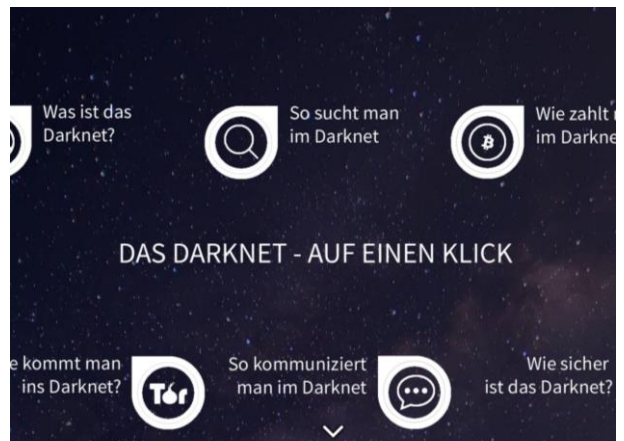 Was ist das
Darknet?
So sucht man
im Darknet
Wie zahlt
im Darkne
DAS DARKNET - AUF EINEN KLICK
e kommt man
ins Darknet?
Tor
So kommuniziert
man im Darknet
Wie sicher
ist das Darknet?